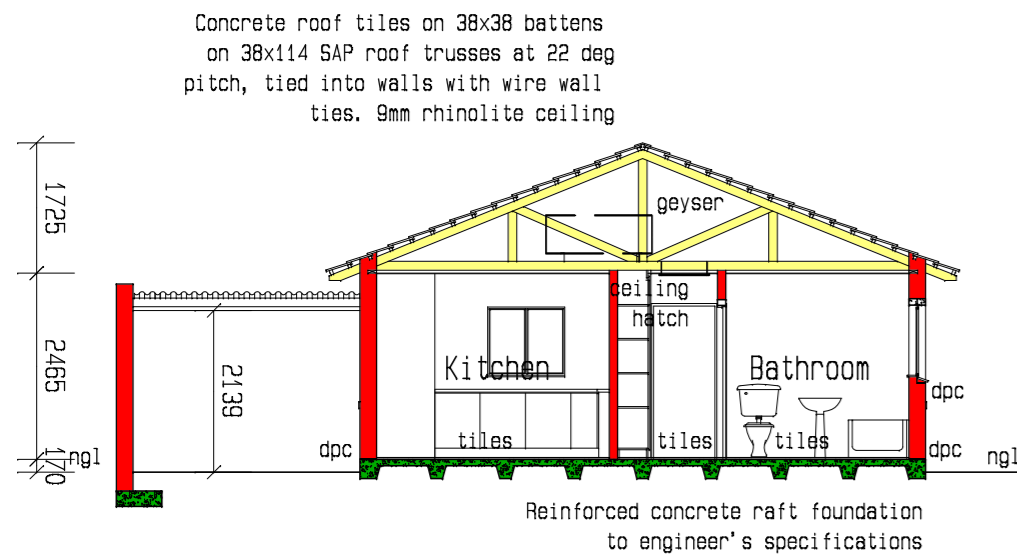 Concrete roof tiles on 38x38 battens
on 38x114 SAP roof trusses at 22 deg
pitch, tied into walls with wire wall
ties. 9mm rhinolite ceiling
1725
geyser
ceiling
hatch
2465
2139
Kitchen
Bathroom
dpc
dpc
tiles
tiles
tiles
dpc
170
ngl
ngl
Reinforced concrete raft foundation
to engineer's specifications